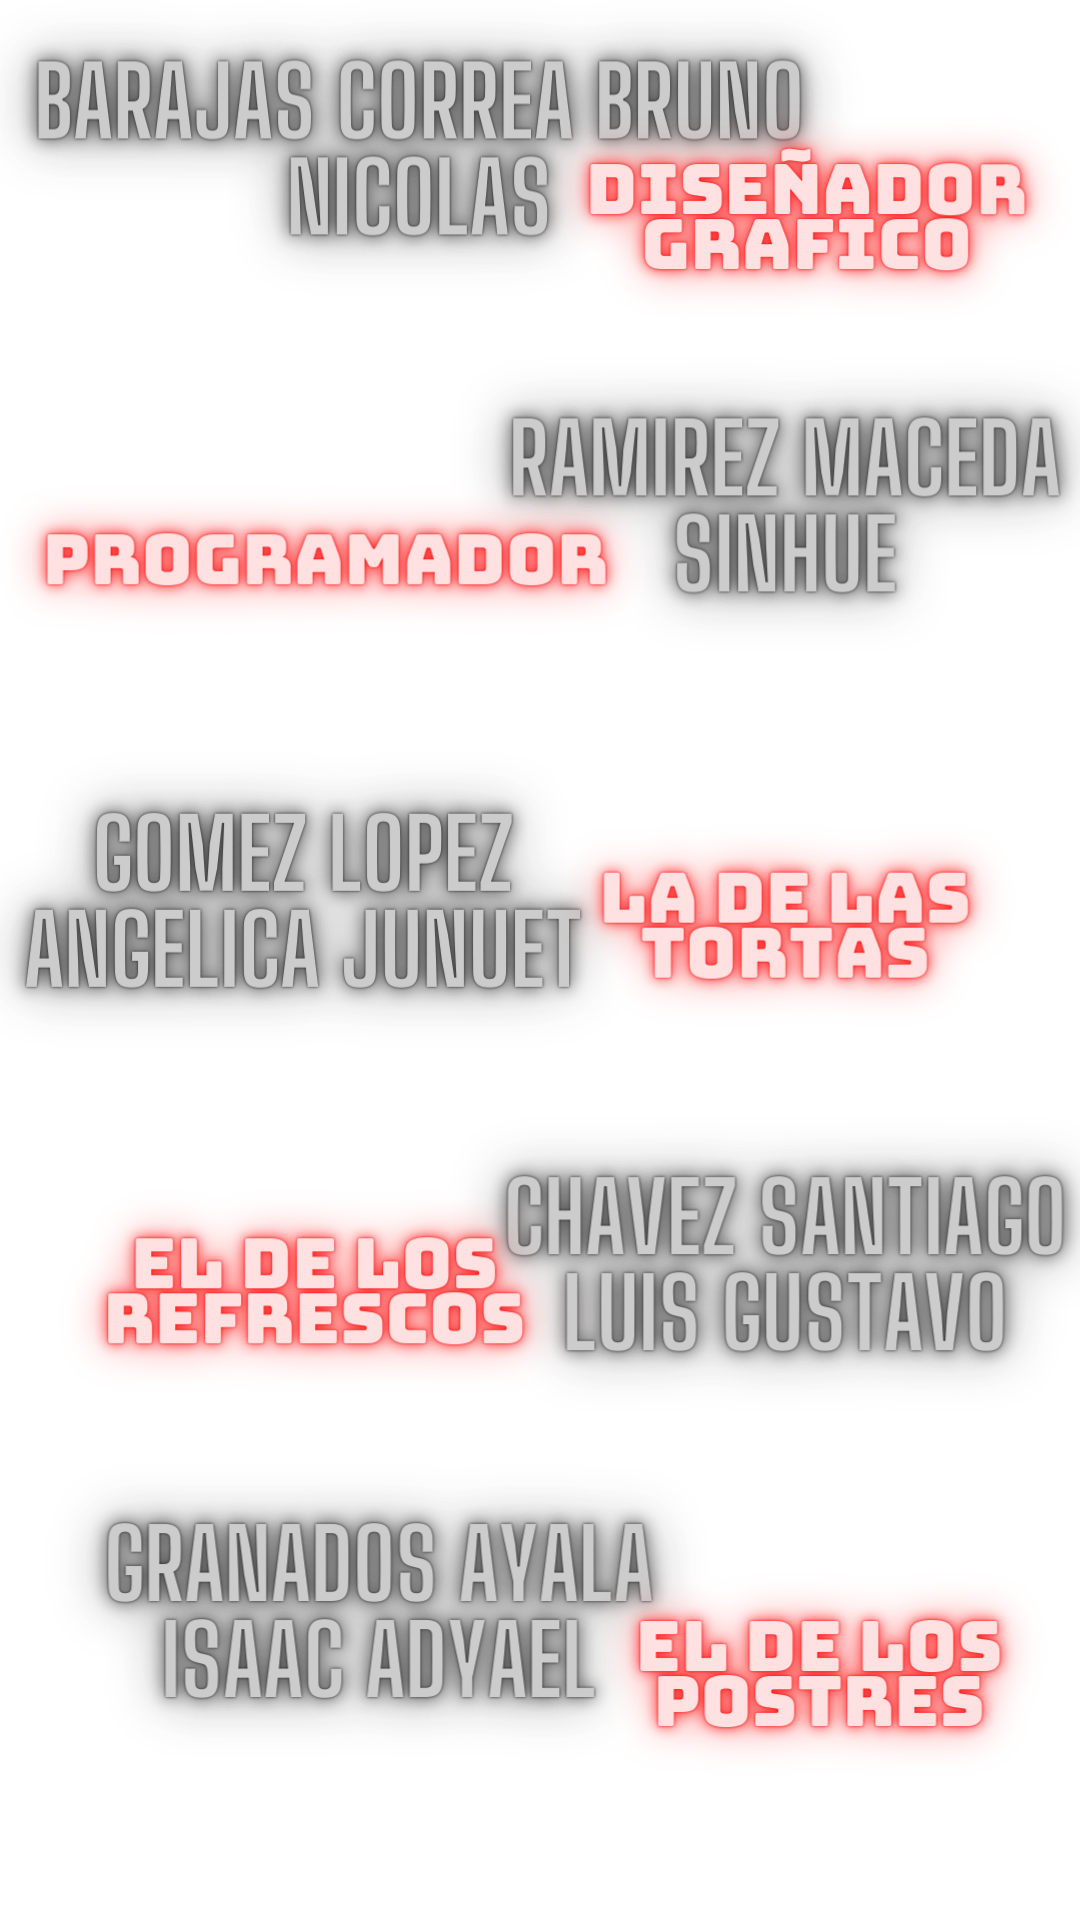 BARAJAS CORREA BRUNO
NICOLAS
DISEÑADOR
GRAFICO
RAMIREZ MACEDA
SINHUE
PROGRAMADOR
GOMEZ LOPEZ
ANGELICA JUNUET
LA DE LAS
TORTAS
CHAVEZ SANTIAGO
LUIS GUSTAVO
EL DE LOS
REFRESCOS
GRANADOS AYALA
ISAAC ADYAEL
EL DE LOS
POSTRES